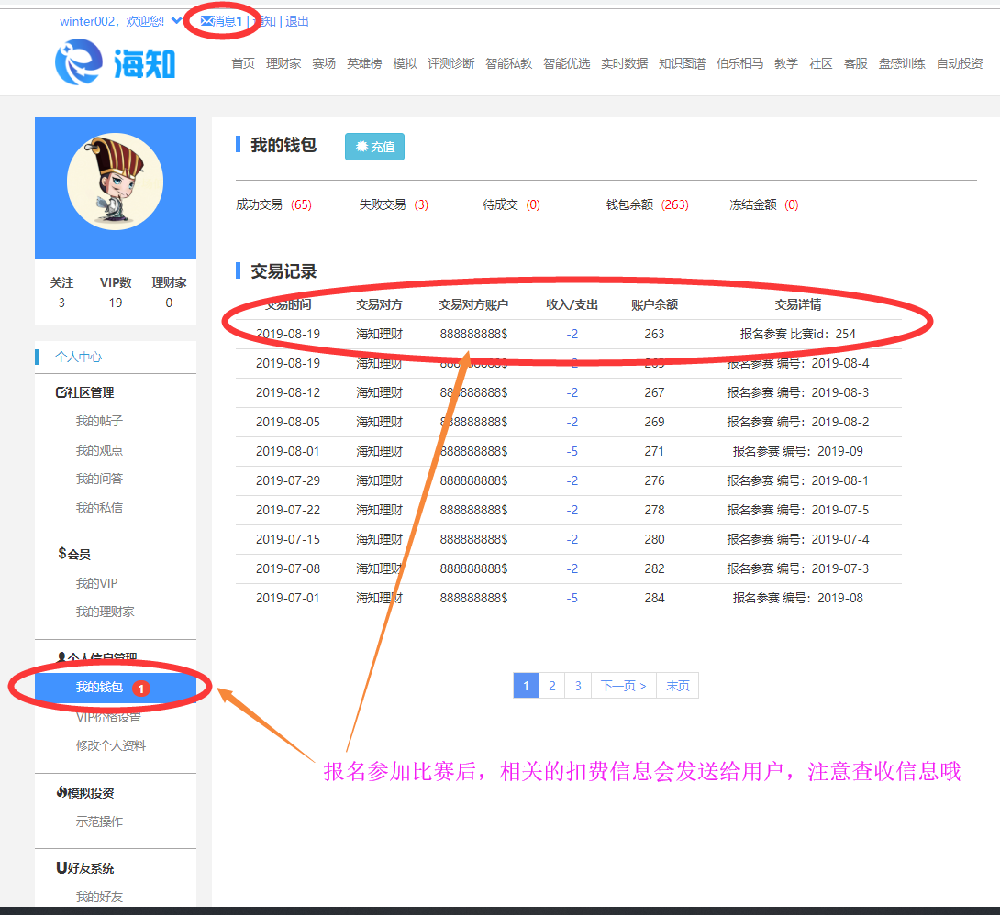 winter002，欢迎您! 消息1 | 通知 | 退出
海知
首页 理财家 赛场 英雄榜 模拟 评测诊断 智能私教 智能优选 实时数据 知识图谱 伯乐相马 教学 社区 客服 盘感训练 自动投资
我的钱包 充值
成功交易 (65) 失败交易 (3) 待成交 (0) 钱包余额 (263) 冻结金额 (0)
关注 VIP数 理财家
3 19 0
个人中心
社区管理
我的帖子
我的观点
我的问答
我的私信
$会员
我的VIP
我的理财家
个人信息管理
我的钱包 1
VIP价格设置
修改个人资料
模拟投资
示范操作
好友系统
我的好友
交易记录
交易时间 交易对方 交易对方账户 收入/支出 账户余额 交易详情
2019-08-19 海知理财 888888888$ -2 263 报名参赛 比赛id：254
2019-08-19 海知理财 888888888$ -2 265 报名参赛 编号：2019-08-4
2019-08-12 海知理财 888888888$ -2 267 报名参赛 编号：2019-08-3
2019-08-05 海知理财 888888888$ -2 269 报名参赛 编号：2019-08-2
2019-08-01 海知理财 888888888$ -5 271 报名参赛 编号：2019-09
2019-07-29 海知理财 888888888$ -2 276 报名参赛 编号：2019-08-1
2019-07-22 海知理财 888888888$ -2 278 报名参赛 编号：2019-07-5
2019-07-15 海知理财 888888888$ -2 280 报名参赛 编号：2019-07-4
2019-07-08 海知理财 888888888$ -2 282 报名参赛 编号：2019-07-3
2019-07-01 海知理财 888888888$ -5 284 报名参赛 编号：2019-08
1 2 3 下一页 > 末页
报名参加比赛后，相关的扣费信息会发送给用户，注意查收信息哦